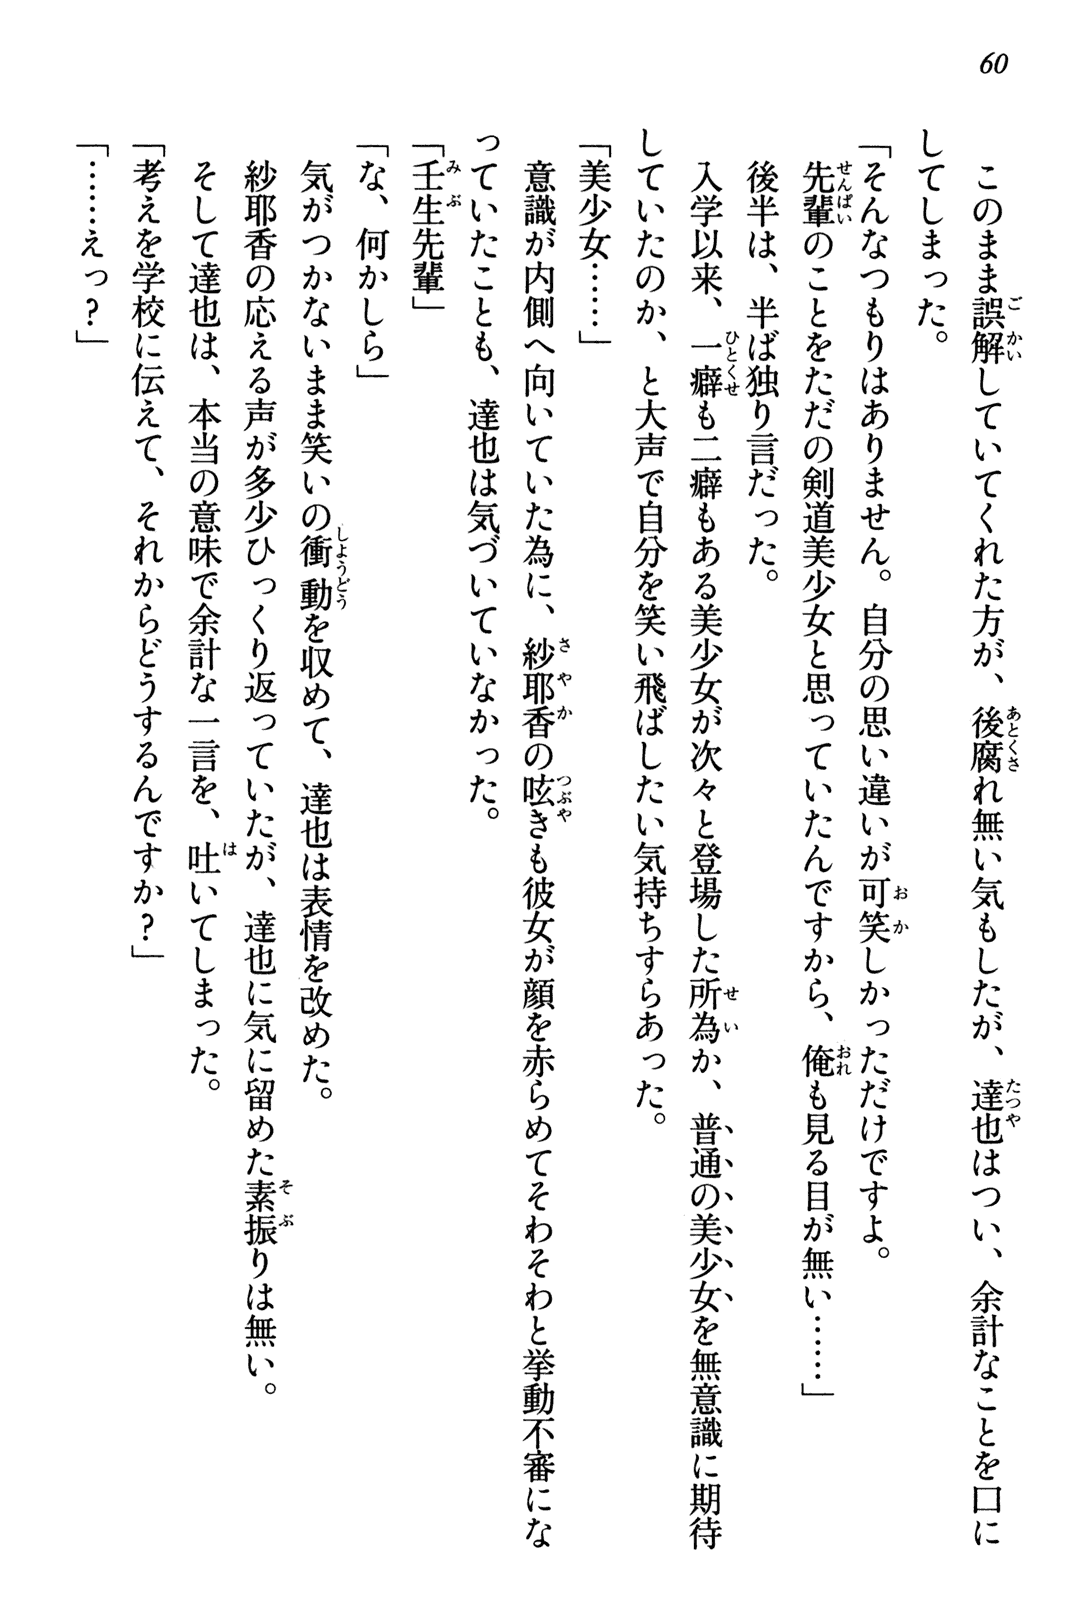 60
このまま誤解していてくれた方が、後腐れ無い気もしたが、達也はつい、余計なことを口に
してしまった。
「そんなつもりはありません。自分の思い違いが可笑しかっただけですよ。
先輩のことをただの剣道美少女と思っていたんですから、俺も見る目が無い……」
後半は、半ば独り言だった。
入学以来、一癖も二癖もある美少女が次々と登場した所為か、普通の美少女を無意識に期待
していたのか、と大声で自分を笑い飛ばしたい気持ちすらあった。
「美少女……」
意識が内側へ向いていた為に、紗耶香の呟きも彼女が顔を赤らめてそわそわと挙動不審にな
っていたことも、達也は気づいていなかった。
「壬生先輩」
「な、何かしら」
気がつかないまま笑いの衝動を収めて、達也は表情を改めた。
紗耶香の応える声が多少ひっくり返っていたが、達也に気に留めた素振りは無い。
そして達也は、本当の意味で余計な一言を、吐いてしまった。
「考えを学校に伝えて、それからどうするんですか？」
「……えっ？」